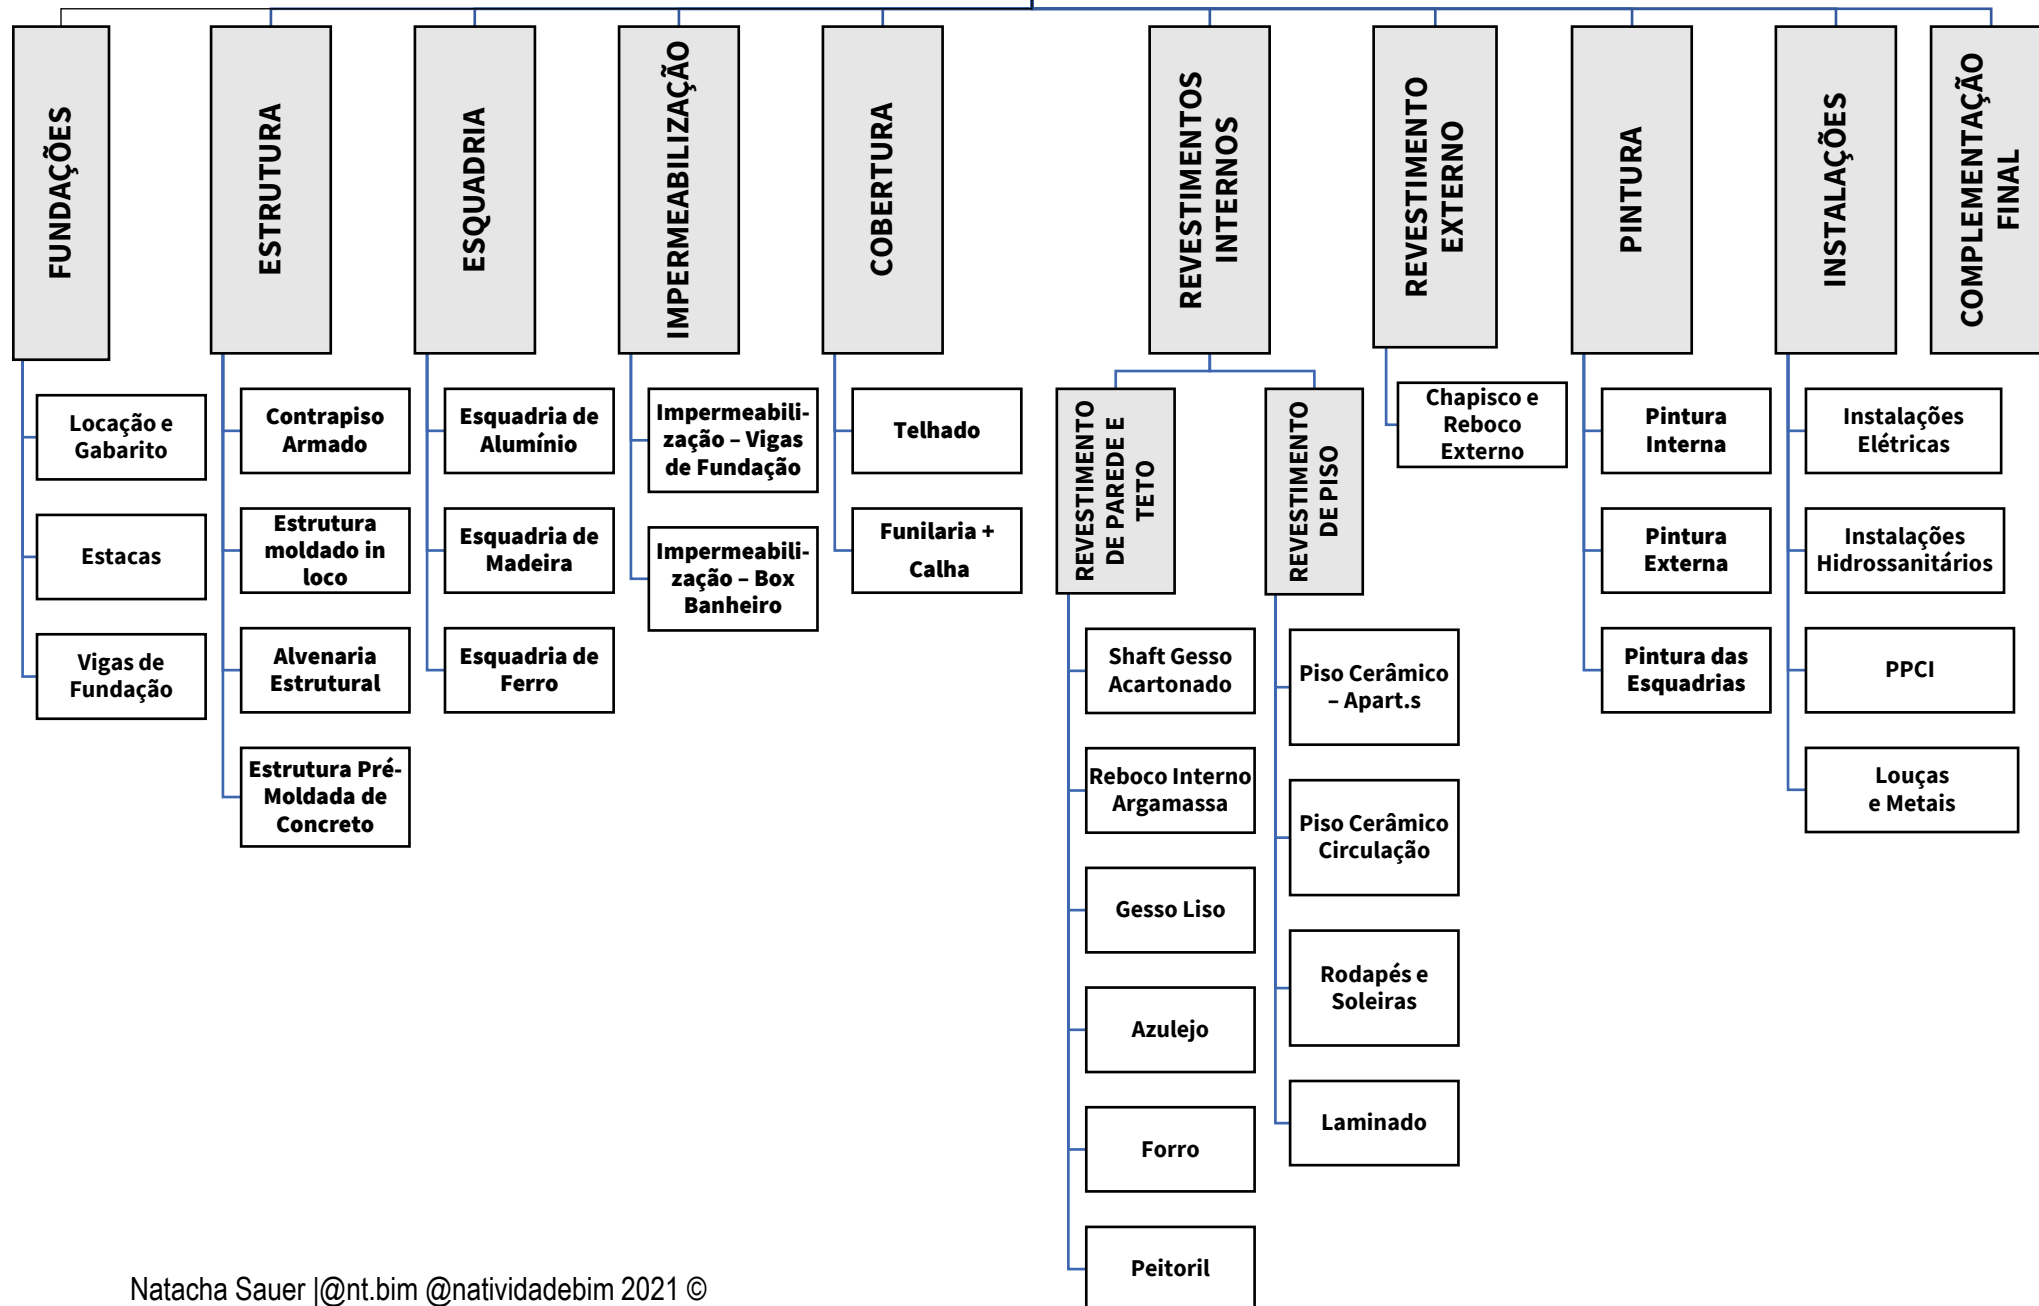 FUNDAÇÕES
Locação e
Gabarito
Estacas
Vigas de
Fundação
ESTRUTURA
Contrapiso
Armado
Estrutura
moldado in
loco
Alvenaria
Estrutural
Estrutura Pré-
Moldada de
Concreto
ESQUADRIA
Esquadria de
Alumínio
Esquadria de
Madeira
Esquadria de
Ferro
IMPERMEABILIZAÇÃO
Impermeabili-
zação – Vigas
de Fundação
Impermeabili-
zação – Box
Banheiro
COBERTURA
Telhado
Funilaria +
Calha
REVESTIMENTOS
INTERNOS
REVESTIMENTO
DE PAREDE E
TETO
Shaft Gesso
Acartonado
Reboco Interno
Argamassa
Gesso Liso
Azulejo
Forro
Peitoril
REVESTIMENTO
DE PISO
Piso Cerâmico
– Apart.s
Piso Cerâmico
Circulação
Rodapés e
Soleiras
Laminado
REVESTIMENTO
EXTERNO
Chapisco e
Reboco
Externo
PINTURA
Pintura
Interna
Pintura
Externa
Pintura das
Esquadrias
INSTALAÇÕES
Instalações
Elétricas
Instalações
Hidrossanitários
PPCI
Louças
e Metais
COMPLEMENTAÇÃO
FINAL
Natacha Sauer |@nt.bim @natividadebim 2021 ©